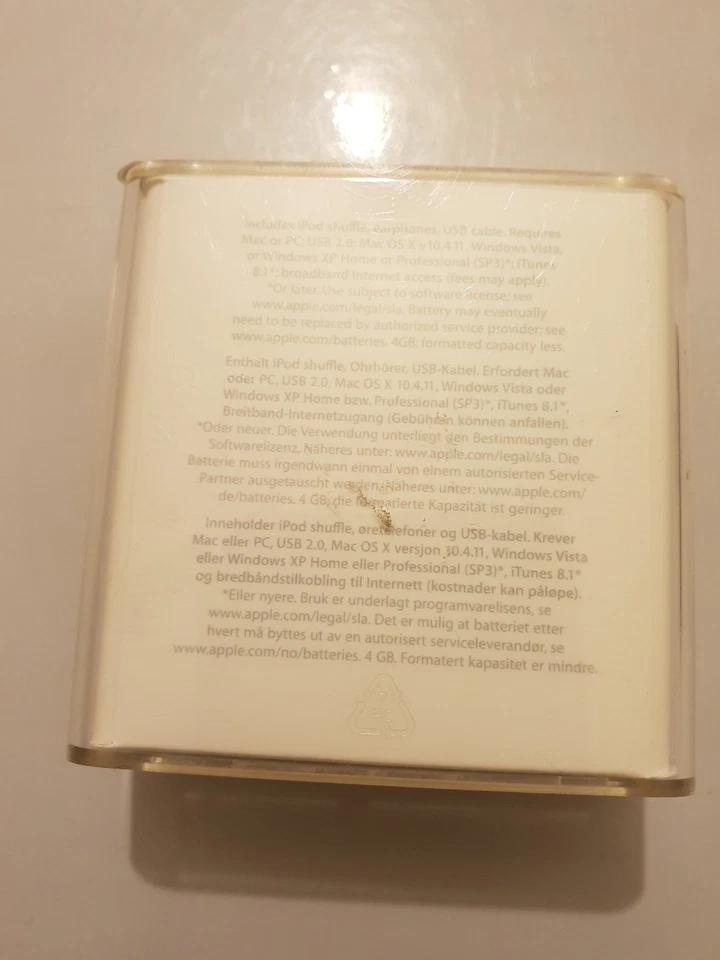 Includes iPod shuffle, earphones, USB cable. Requires
Mac or PC; USB 2.0; Mac OS X v10.4.11, Windows Vista,
or Windows XP Home or Professional (SP3)*; iTunes
8.1*; broadband Internet access (fees may apply).
*Or later. Use subject to software license; see
www.apple.com/legal/sla. Battery may eventually
need to be replaced by authorized service provider; see
www.apple.com/batteries. 4GB: formatted capacity less.
Enthält iPod shuffle, Ohrhörer, USB-Kabel. Erfordert Mac
oder PC, USB 2.0, Mac OS X 10.4.11, Windows Vista oder
Windows XP Home bzw. Professional (SP3)*, iTunes 8.1*,
Breitband-Internetzugang (Gebühren können anfallen).
*Oder neuer. Die Verwendung unterliegt den Bestimmungen der
Softwarelizenz, Näheres unter: www.apple.com/legal/sla. Die
Batterie muss irgendwann einmal von einem autorisierten Service-
Partner ausgetauscht werden. Näheres unter: www.apple.com/
de/batteries. 4 GB; die formatierte Kapazität ist geringer.
Inneholder iPod shuffle, øretelefoner og USB-kabel. Krever
Mac eller PC, USB 2.0, Mac OS X versjon 10.4.11, Windows Vista
eller Windows XP Home eller Professional (SP3)*, iTunes 8.1*
og bredbåndstilkobling til Internett (kostnader kan påløpe).
*Eller nyere. Bruk er underlagt programvarelisens, se
www.apple.com/legal/sla. Det er mulig at batteriet etter
hvert må byttes ut av en autorisert serviceleverandør, se
www.apple.com/no/batteries. 4 GB. Formatert kapasitet er mindre.